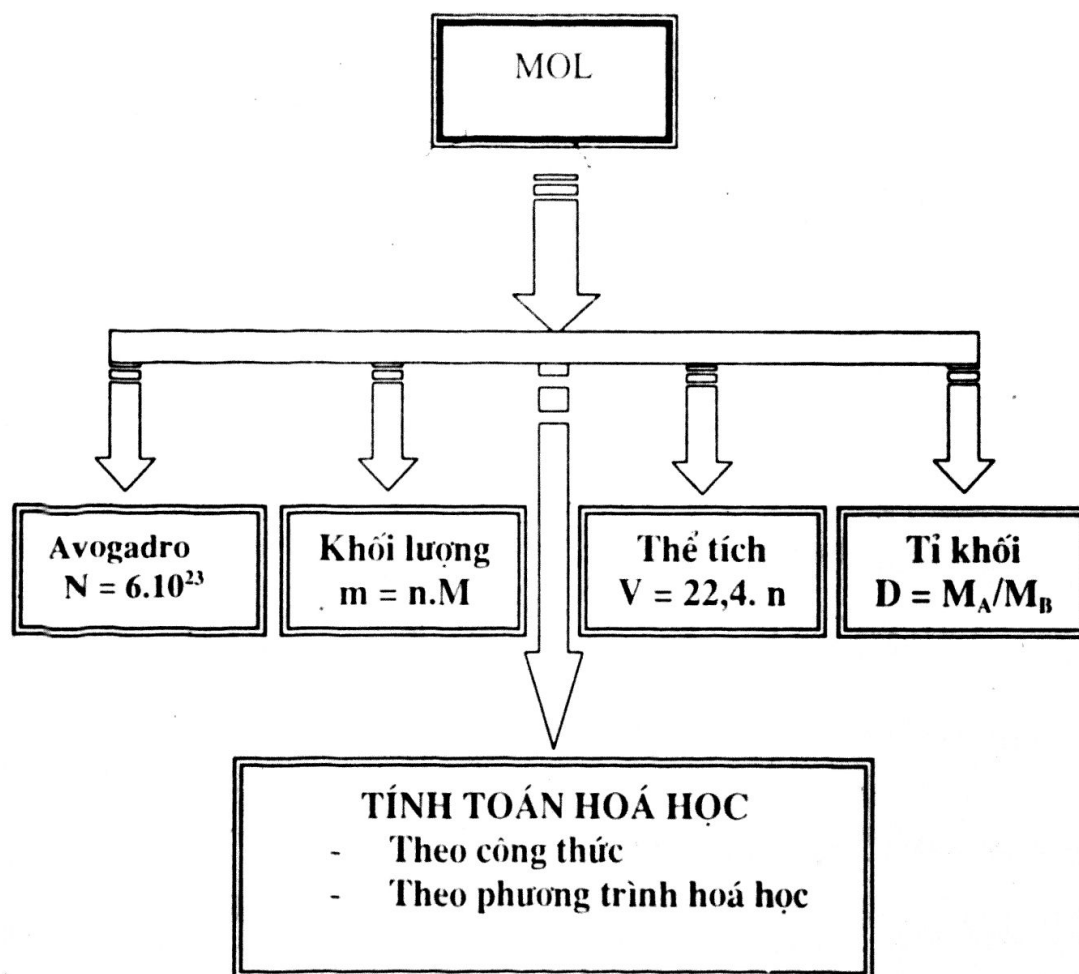 MOL
Avogadro
N = 6.10²³
Khối lượng
m = n.M
Thể tích
V = 22,4. n
Tỉ khối
D = M_A/M_B
TÍNH TOÁN HOÁ HỌC
- Theo công thức
- Theo phương trình hoá học